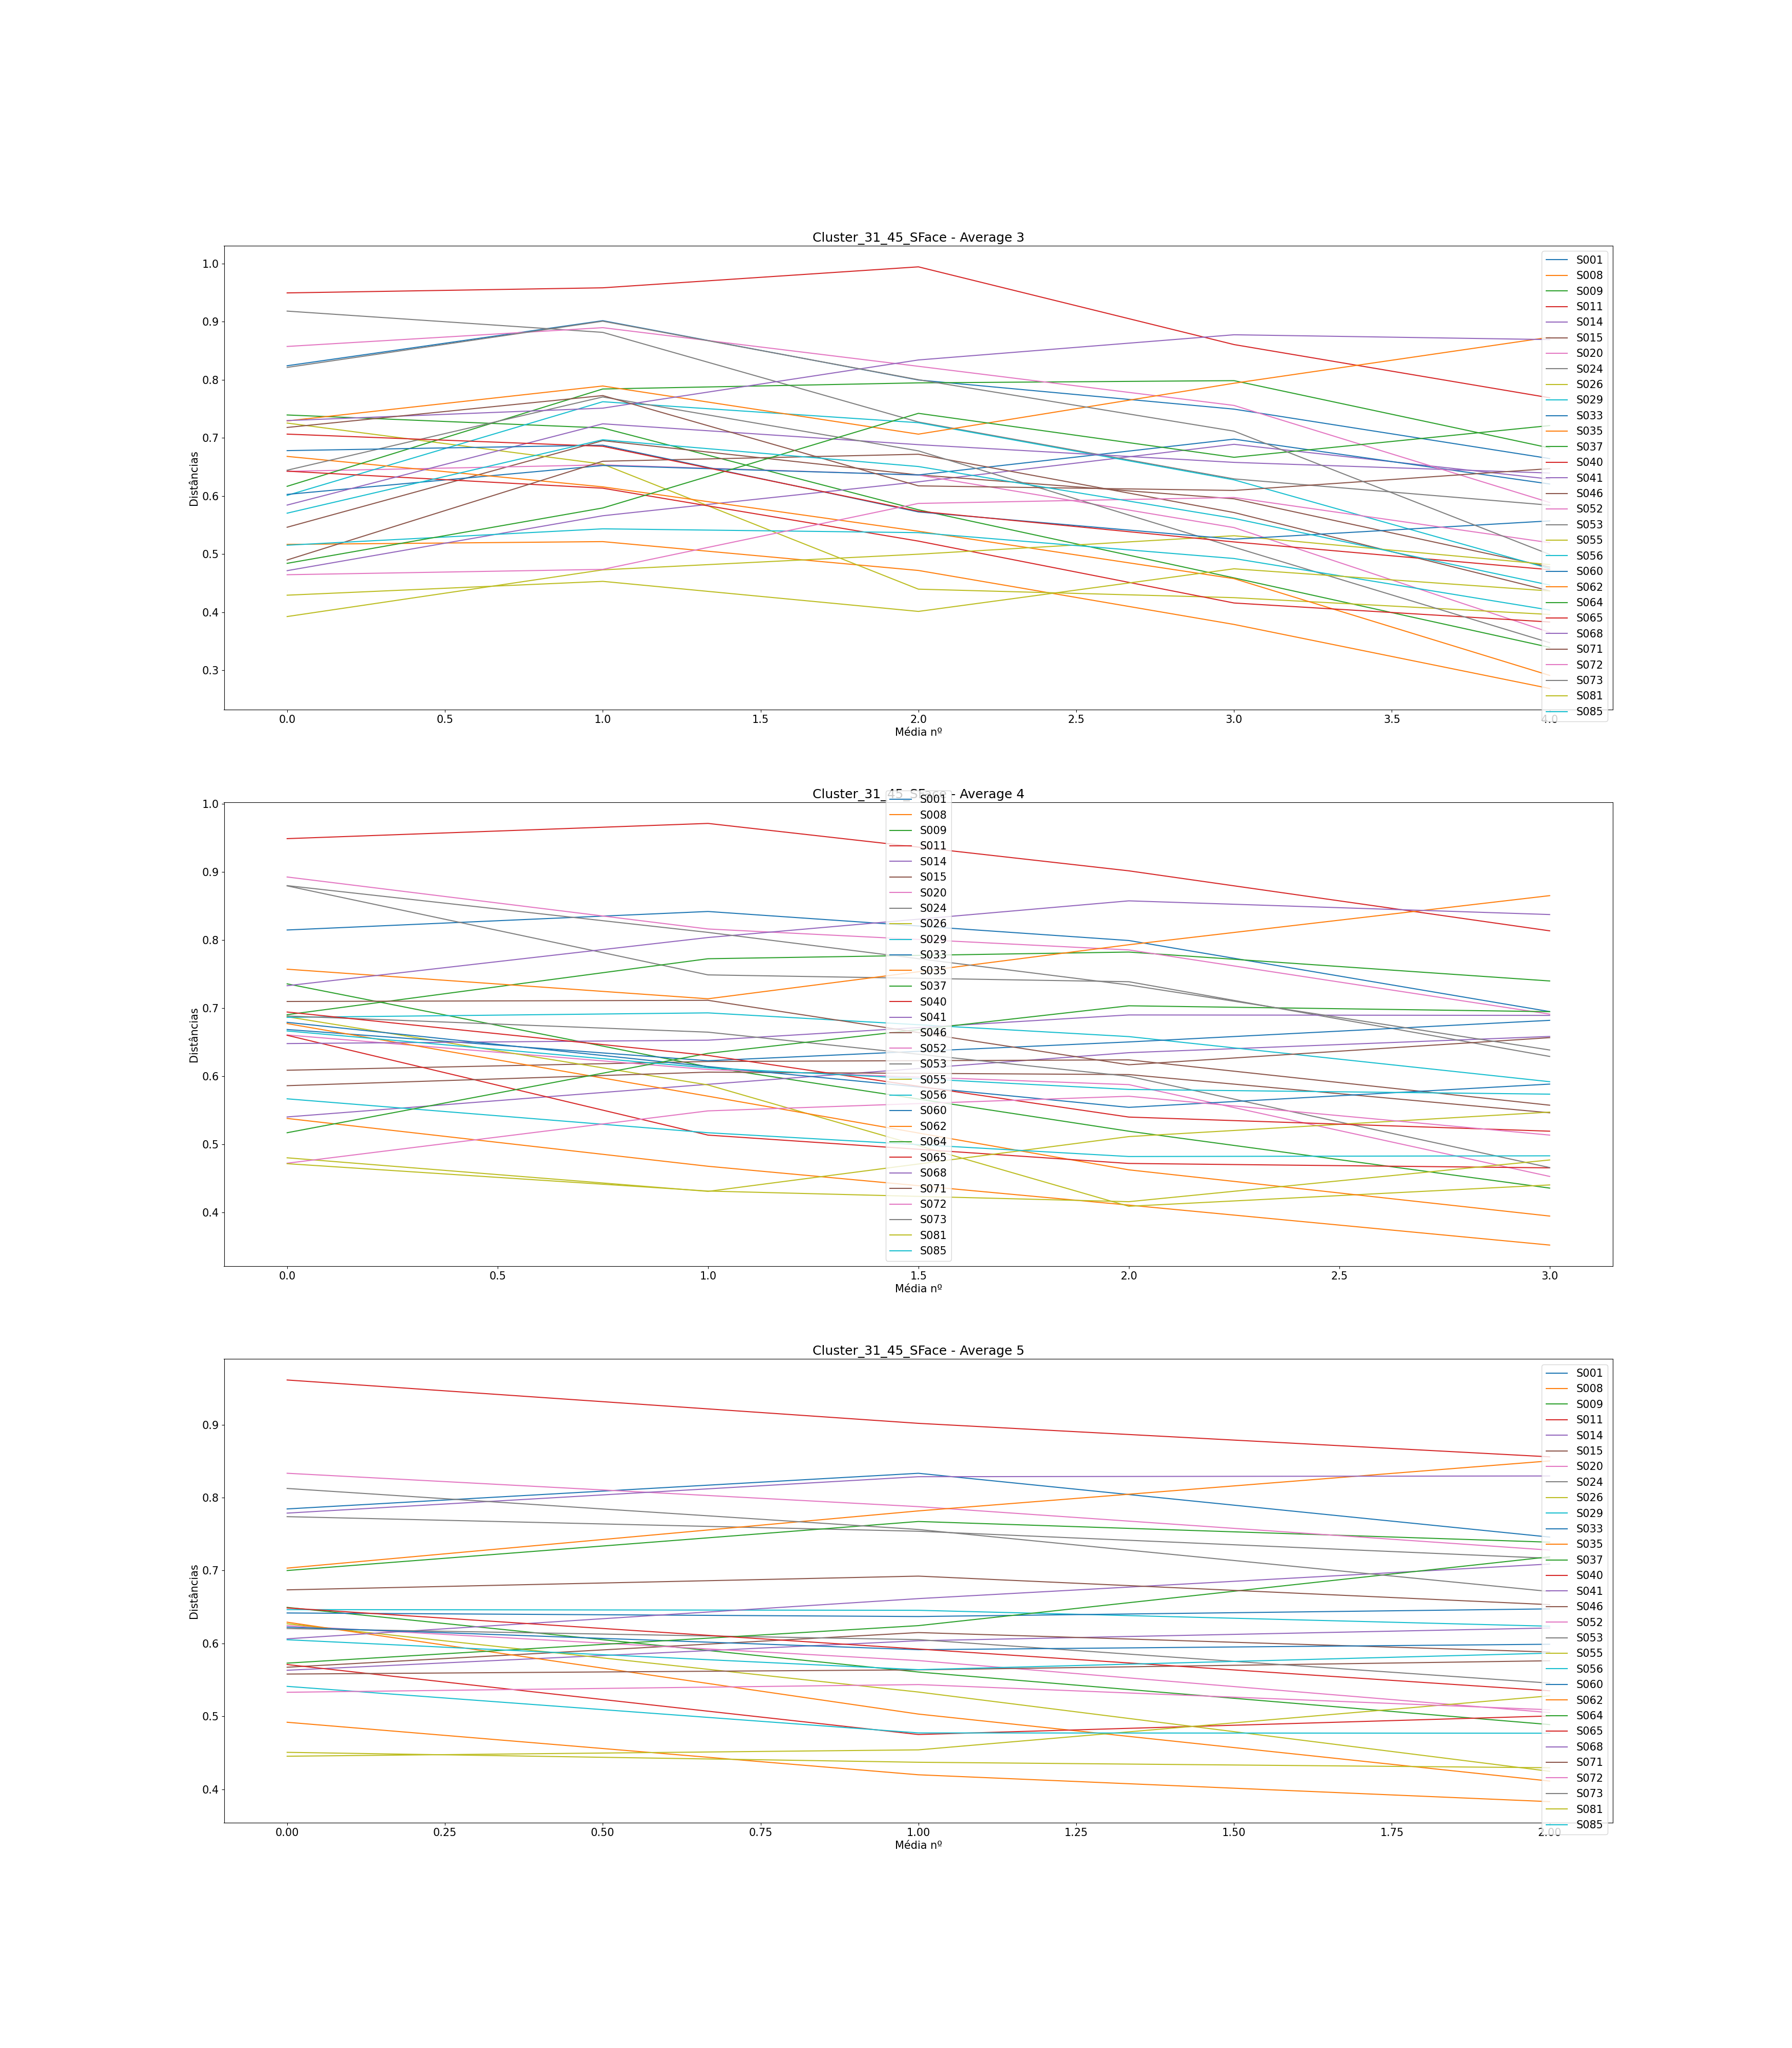 Cluster_31_45_SFace - Average 3
Distâncias
1.0
0.9
0.8
0.7
0.6
0.5
0.4
0.3
0.0 0.5 1.0 1.5 2.0 2.5 3.0 3.5 4.0
Média nº
S001
S008
S009
S011
S014
S015
S020
S024
S026
S029
S033
S035
S037
S040
S041
S046
S052
S053
S055
S056
S060
S062
S064
S065
S068
S071
S072
S073
S081
S085
Cluster_31_45_SFace - Average 4
Distâncias
1.0
0.9
0.8
0.7
0.6
0.5
0.4
0.0 0.5 1.0 1.5 2.0 2.5 3.0
Média nº
S001
S008
S009
S011
S014
S015
S020
S024
S026
S029
S033
S035
S037
S040
S041
S046
S052
S053
S055
S056
S060
S062
S064
S065
S068
S071
S072
S073
S081
S085
Cluster_31_45_SFace - Average 5
Distâncias
0.9
0.8
0.7
0.6
0.5
0.4
0.00 0.25 0.50 0.75 1.00 1.25 1.50 1.75 2.00
Média nº
S001
S008
S009
S011
S014
S015
S020
S024
S026
S029
S033
S035
S037
S040
S041
S046
S052
S053
S055
S056
S060
S062
S064
S065
S068
S071
S072
S073
S081
S085